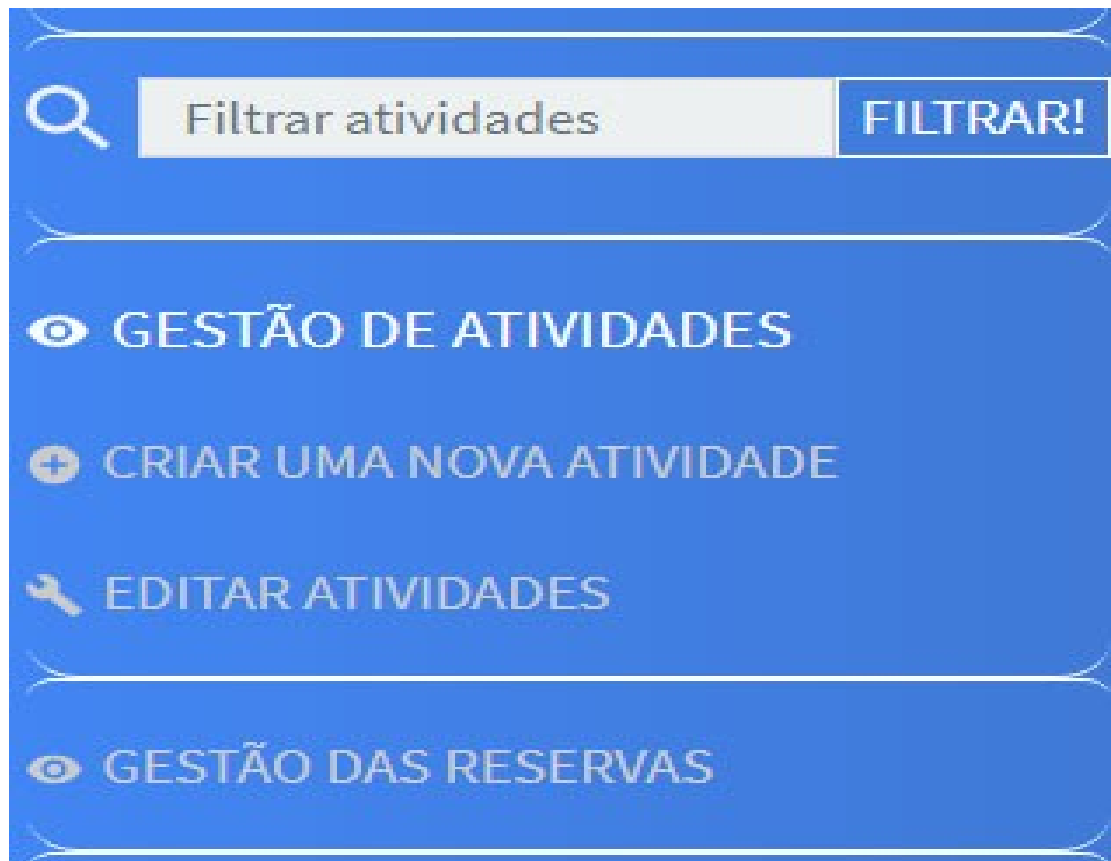 Filtrar atividades FILTRAR!
GESTÃO DE ATIVIDADES
CRIAR UMA NOVA ATIVIDADE
EDITAR ATIVIDADES
GESTÃO DAS RESERVAS